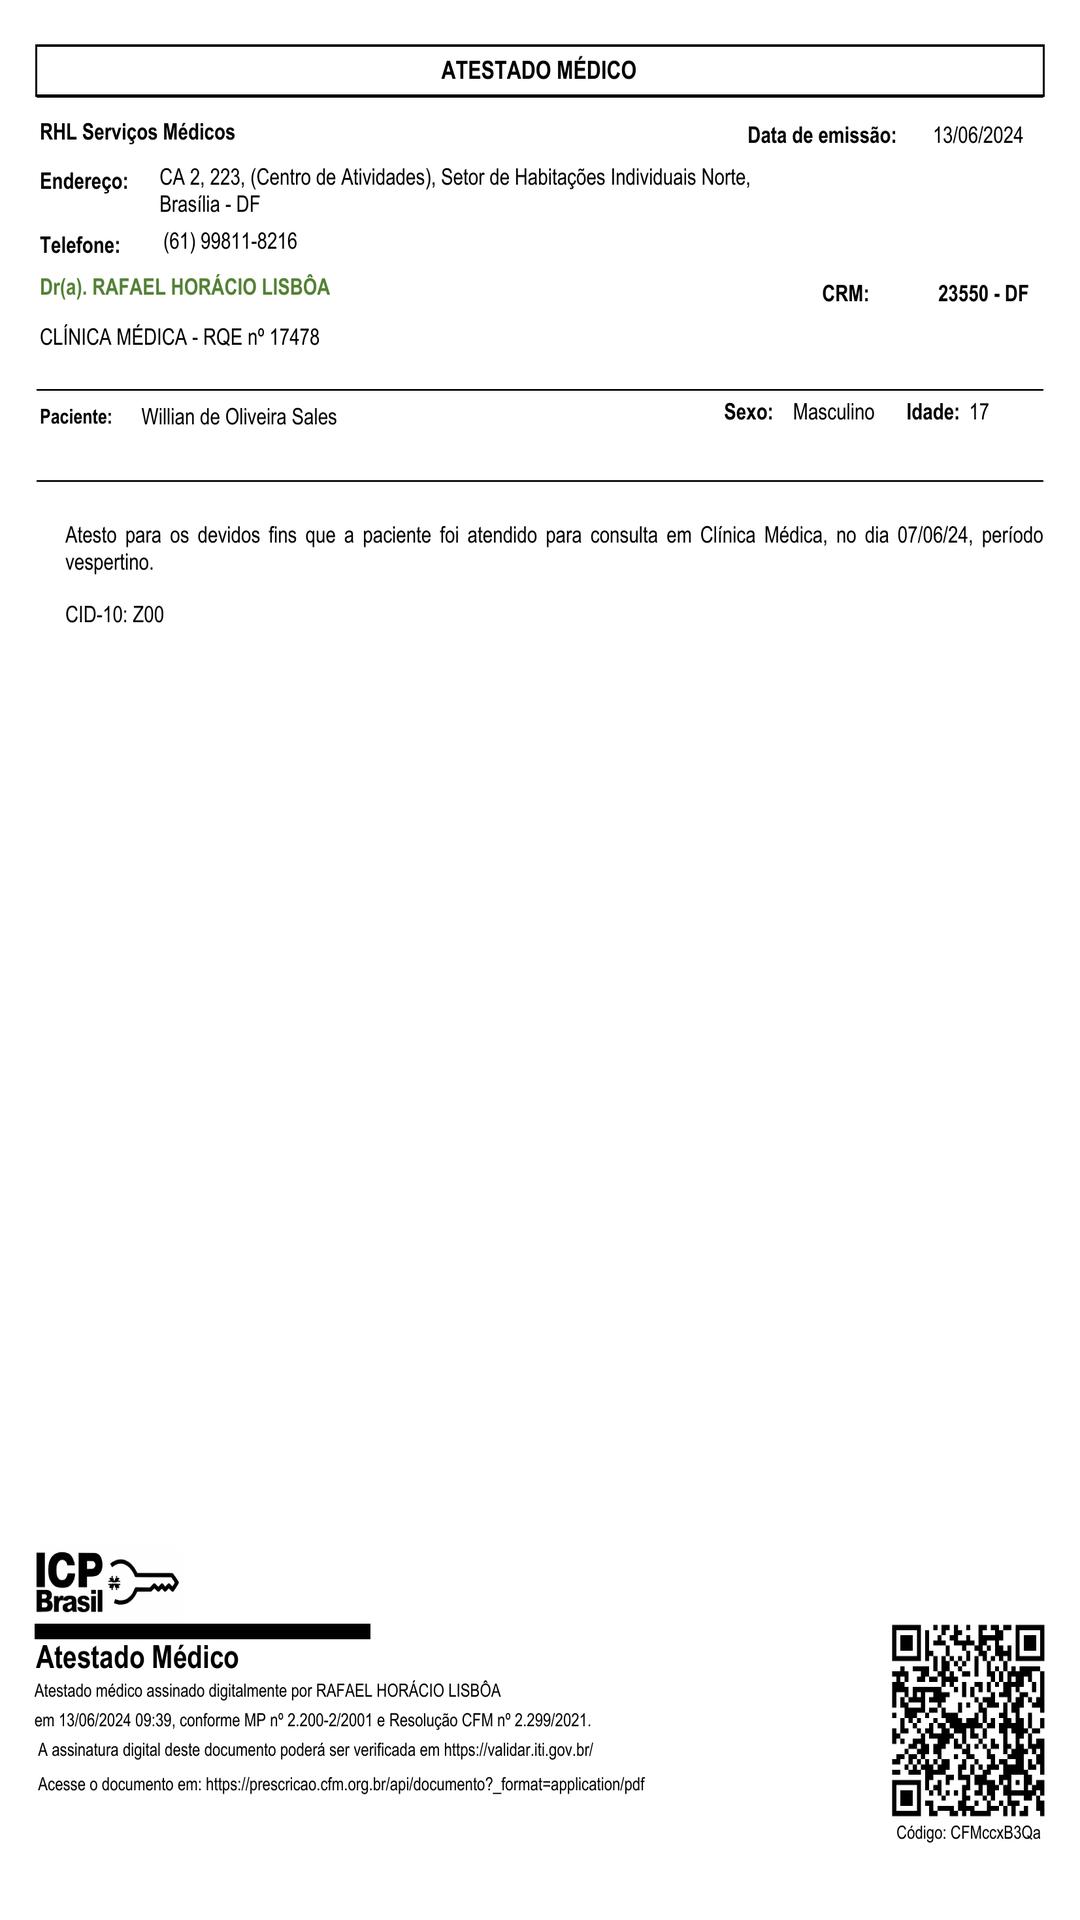 ATESTADO MÉDICO
RHL Serviços Médicos
Data de emissão: 13/06/2024
Endereço: CA 2, 223, (Centro de Atividades), Setor de Habitações Individuais Norte,
Brasília - DF
Telefone: (61) 99811-8216
Dr(a). RAFAEL HORÁCIO LISBÔA
CRM: 23550 - DF
CLÍNICA MÉDICA - RQE nº 17478
Paciente: Willian de Oliveira Sales
Sexo: Masculino Idade: 17
Atesto para os devidos fins que a paciente foi atendido para consulta em Clínica Médica, no dia 07/06/24, período
vespertino.
CID-10: Z00
ICP
Brasil
Atestado Médico
Atestado médico assinado digitalmente por RAFAEL HORÁCIO LISBÔA
em 13/06/2024 09:39, conforme MP nº 2.200-2/2001 e Resolução CFM nº 2.299/2021.
A assinatura digital deste documento poderá ser verificada em https://validar.iti.gov.br/
Acesse o documento em: https://prescricao.cfm.org.br/api/documento?_format=application/pdf
Código: CFMccxB3Qa